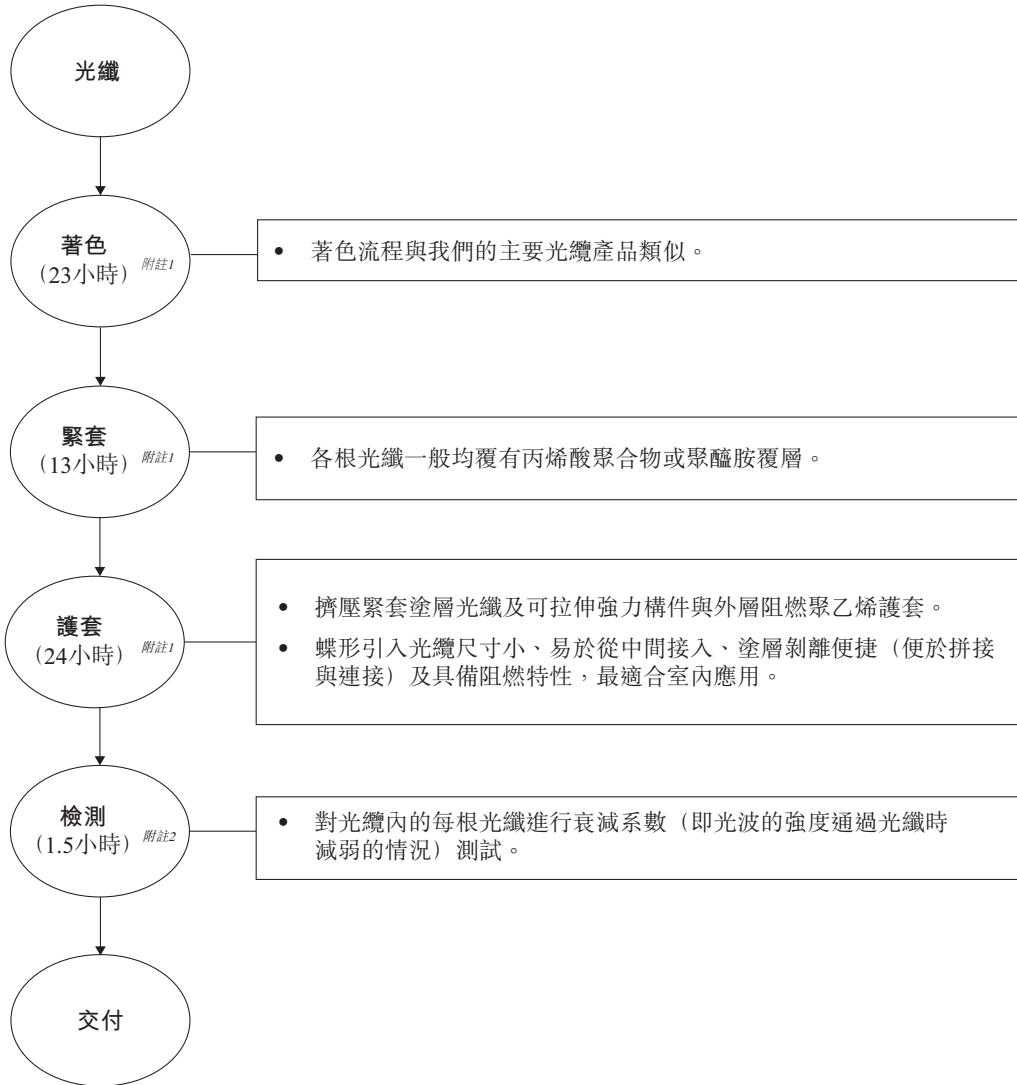 光纖
著色
（23小時） 附註1
• 著色流程與我們的主要光纜產品類似。
緊套
（13小時） 附註1
• 各根光纖一般均覆有丙烯酸聚合物或聚醯胺覆層。
護套
（24小時） 附註1
• 擠壓緊套塗層光纖及可拉伸強力構件與外層阻燃聚乙烯護套。
• 蝶形引入光纜尺寸小、易於從中間接入、塗層剝離便捷（便於拼接
與連接）及具備阻燃特性，最適合室內應用。
檢測
（1.5小時） 附註2
• 對光纜內的每根光纖進行衰減系數（即光波的強度通過光纖時
減弱的情況）測試。
交付